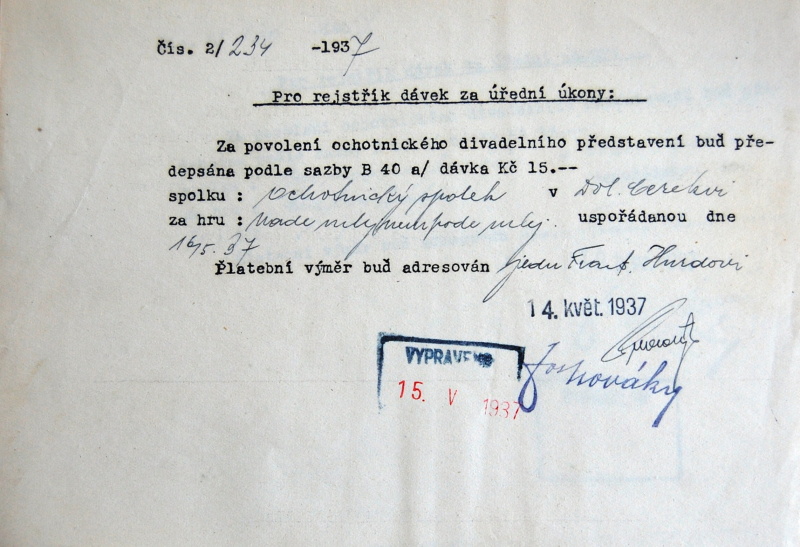 Čís. 2/234 -1937
Pro rejstřík dávek za úřední úkony:
Za povolení ochotnického divadelního představení buď pře-
depsána podle sazby B 40 a/ dávka Kč 15.--
spolku : Ochotnický spolek v Dol. Cerekvi
za hru : uspořádanou dne
16/5. 37
Platební výměr buď adresován Frant.
14. květ. 1937
VYPRAVENO
15. V 1937